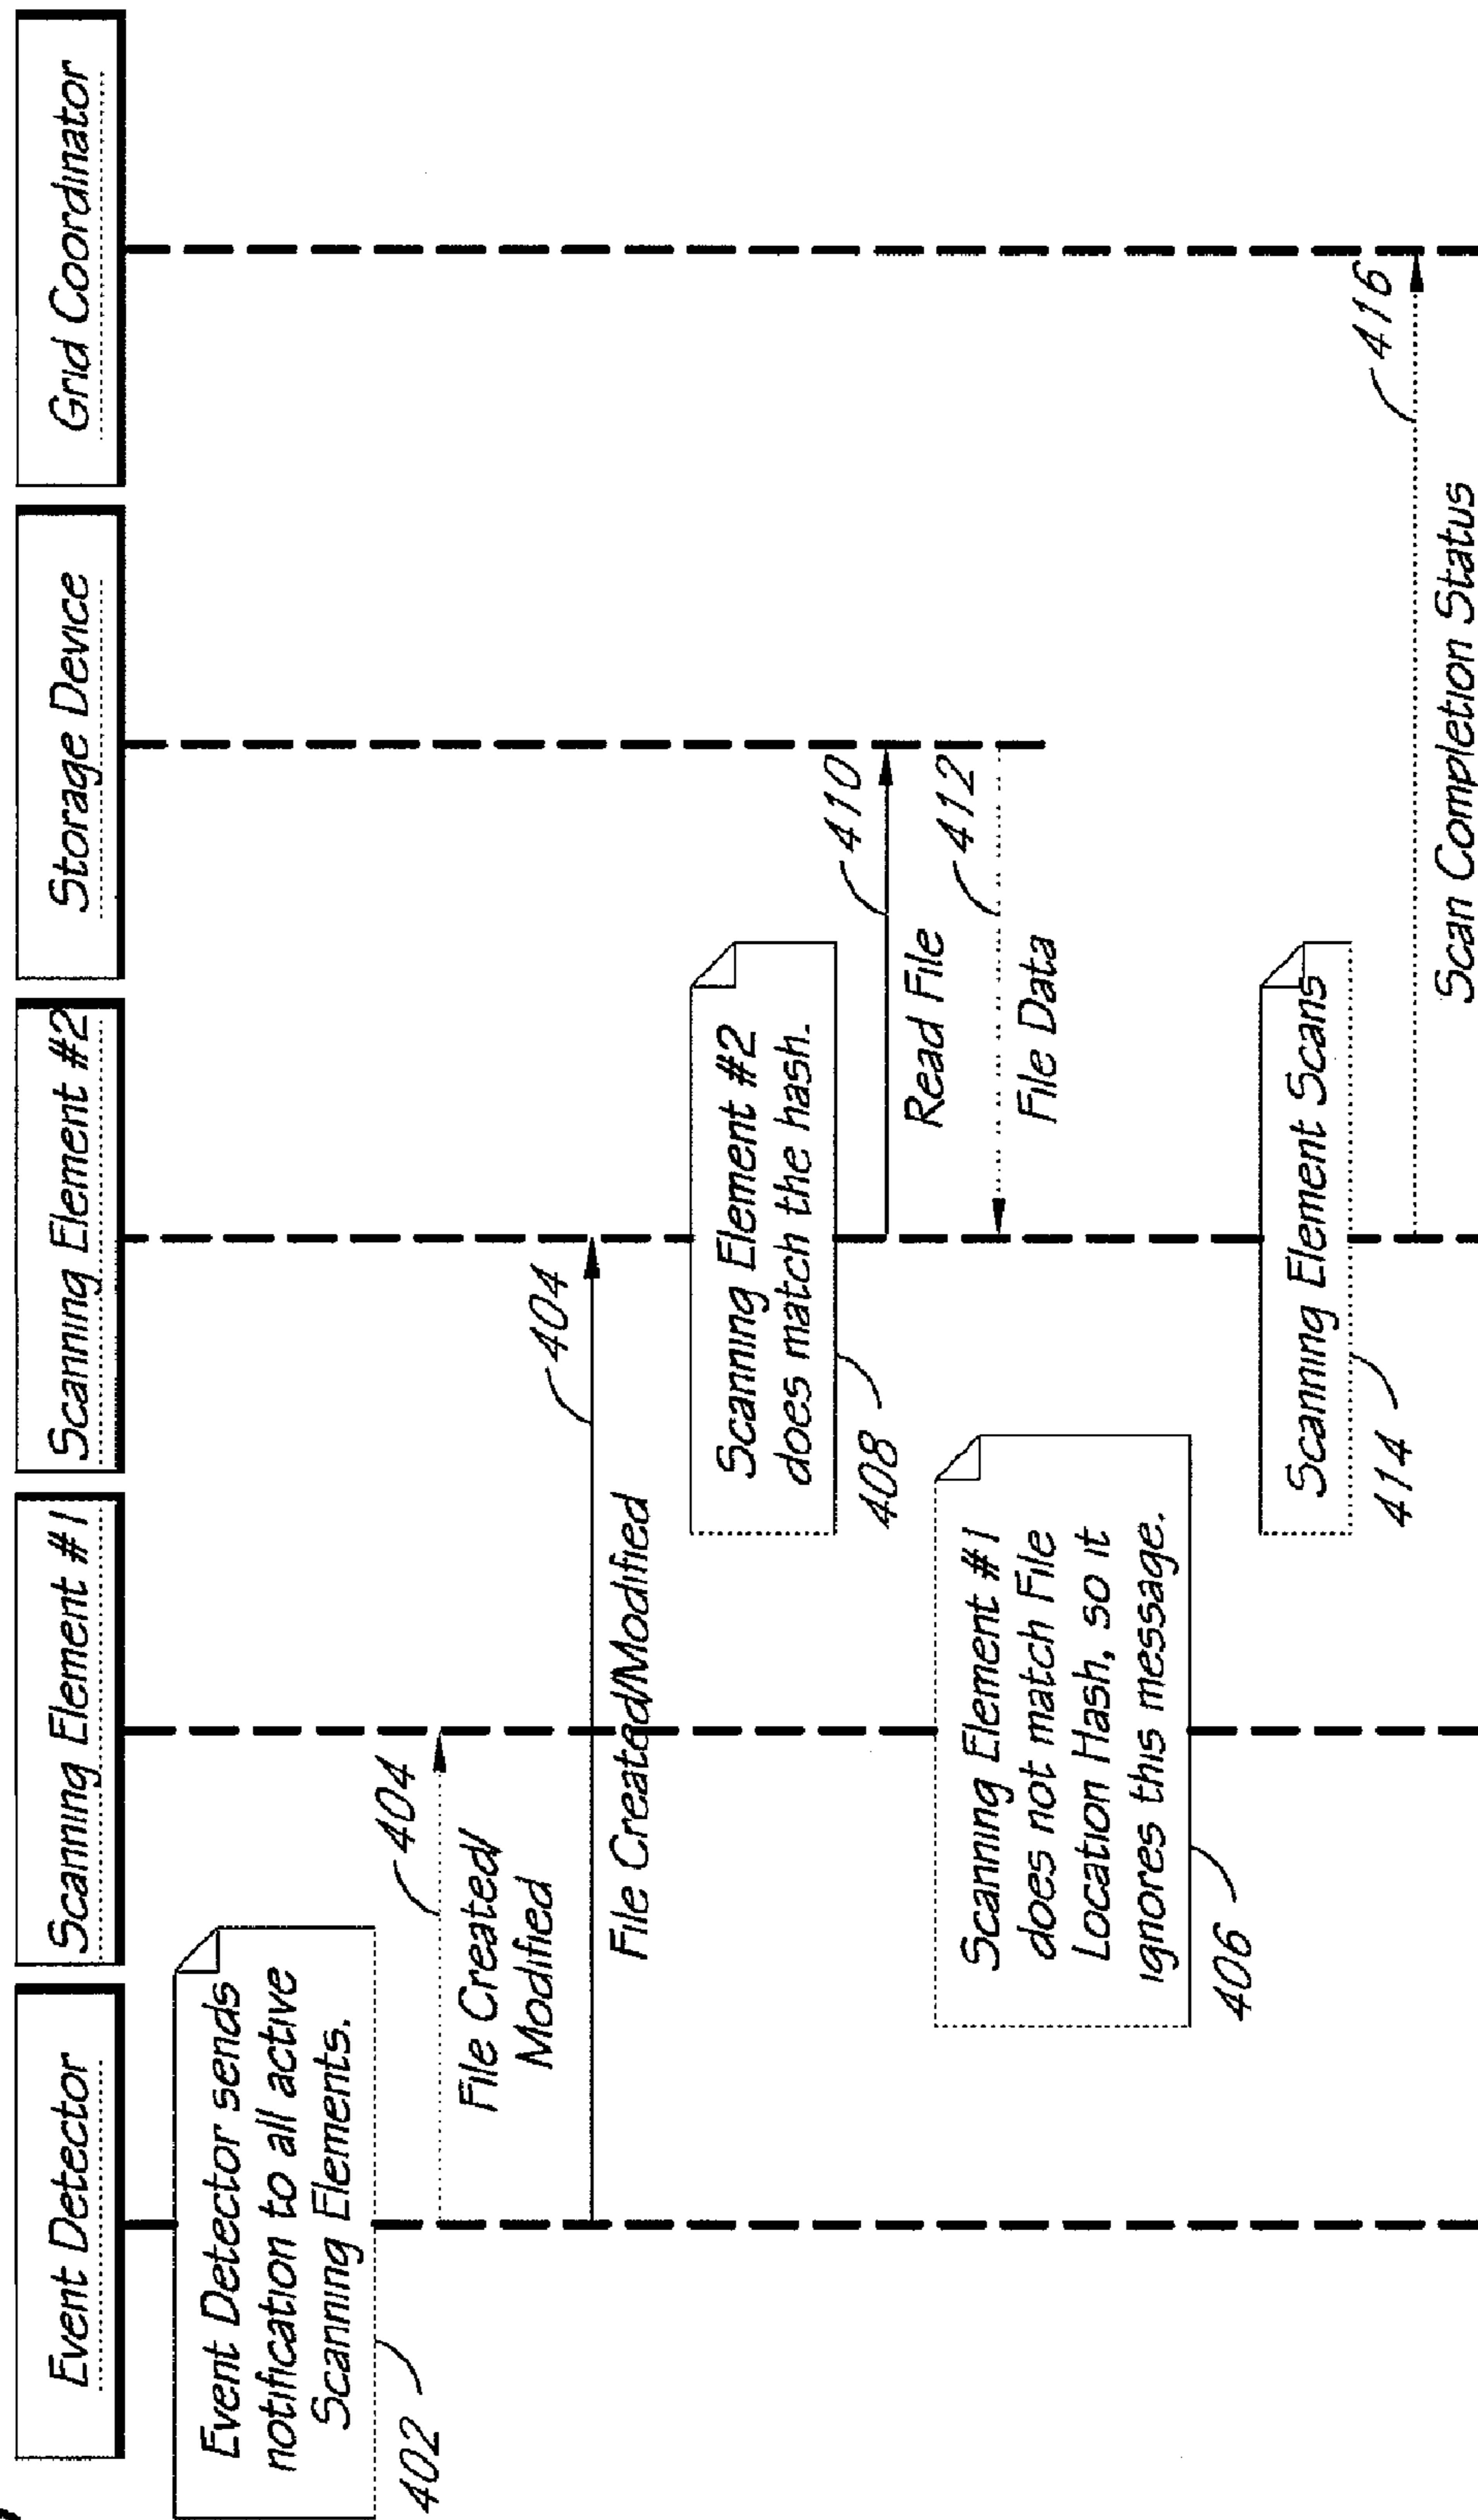 Event Detector
Scanning Element #1
Scanning Element #2
Storage Device
Grid Coordinator
Event Detector sends
notification to all active
Scanning Elements.
402
404
File Created/
Modified
404
File Created/Modified
Scanning Element #2
does match the hash.
408
410
Read File
412
File Data
Scanning Element #1
does not match File
Location Hash, so it
ignores this message.
406
Scanning Element Scans
414
416
Scan Completion Status